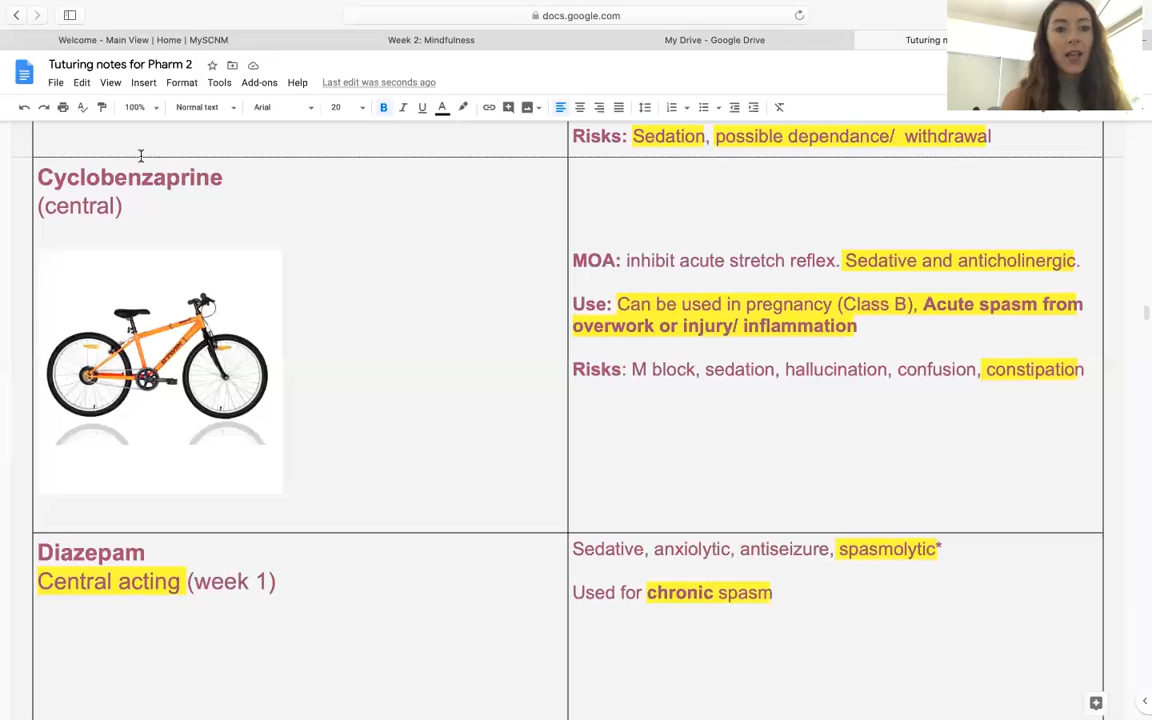 docs.google.com
Welcome - Main View | Home | MySCNM
Week 2: Mindfulness
My Drive - Google Drive
Tuturing n
Tuturing notes for Pharm 2
File Edit View Insert Format Tools Add-ons Help Last edit was seconds ago
100% Normal text Arial 20 B I U A
Risks: Sedation, possible dependance/ withdrawal
Cyclobenzaprine
(central)
MOA: inhibit acute stretch reflex. Sedative and anticholinergic.
Use: Can be used in pregnancy (Class B), Acute spasm from
overwork or injury/ inflammation
Risks: M block, sedation, hallucination, confusion, constipation
Diazepam
Central acting (week 1)
Sedative, anxiolytic, antiseizure, spasmolytic*
Used for chronic spasm